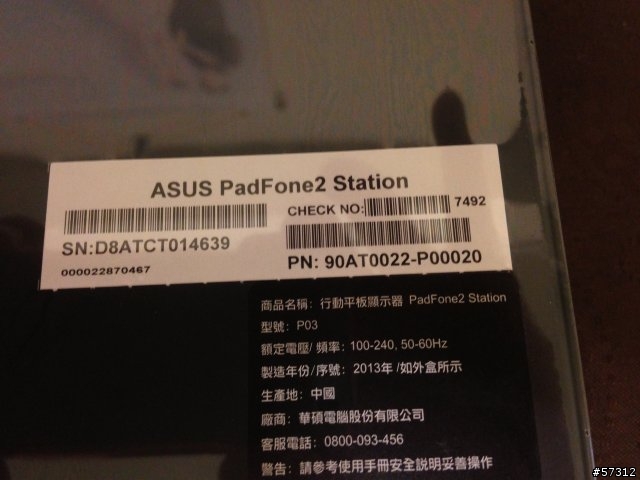 ASUS PadFone2 Station
CHECK NO: 7492
SN:D8ATCT014639
000022870467
PN: 90AT0022-P00020
商品名稱: 行動平板顯示器 PadFone2 Station
型號: P03
額定電壓/ 頻率: 100-240, 50-60Hz
製造年份/序號: 2013年 /如外盒所示
生產地: 中國
廠商: 華碩電腦股份有限公司
客服電話: 0800-093-456
警告: 請參考使用手冊安全說明妥善操作
#57312